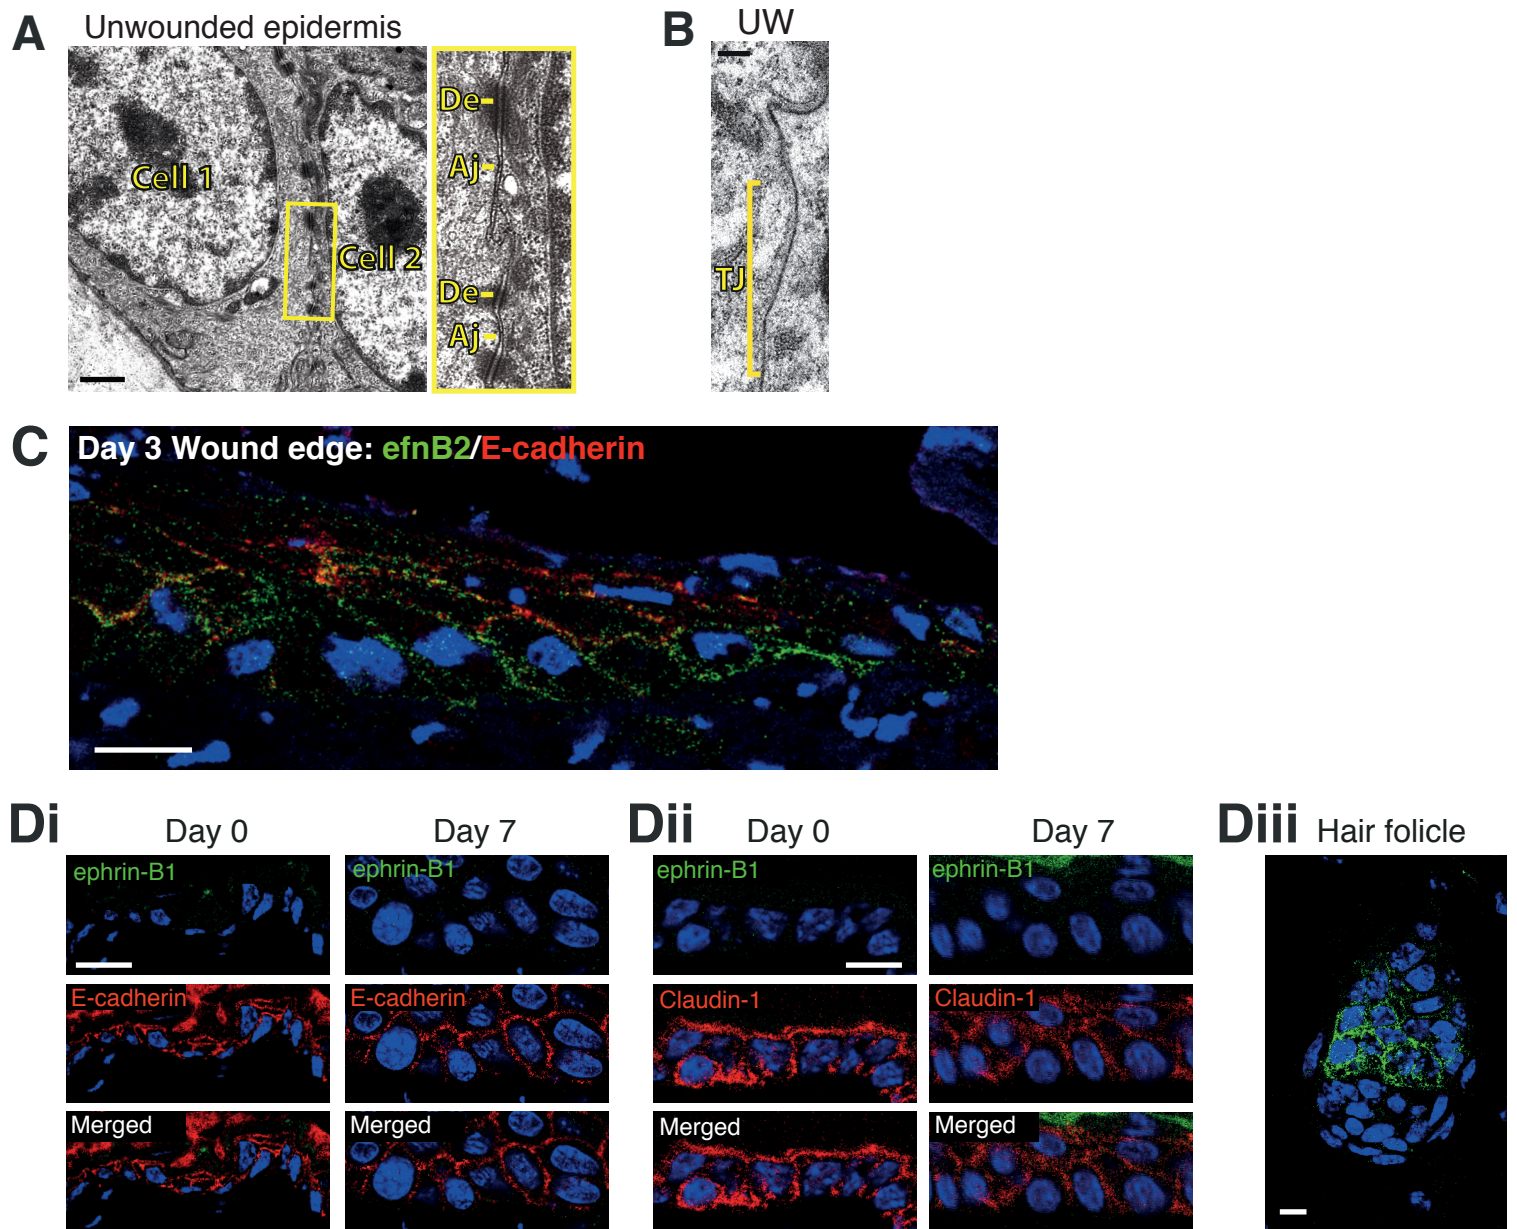 A
Unwounded epidermis
Cell 1
Cell 2
De
Aj
De
Aj
B
UW
TJ
C
Day 3 Wound edge: efnB2/E-cadherin
Di
Day 0
Day 7
ephrin-B1
ephrin-B1
E-cadherin
E-cadherin
Merged
Merged
Dii
Day 0
Day 7
ephrin-B1
ephrin-B1
Claudin-1
Claudin-1
Merged
Merged
Diii
Hair folicle